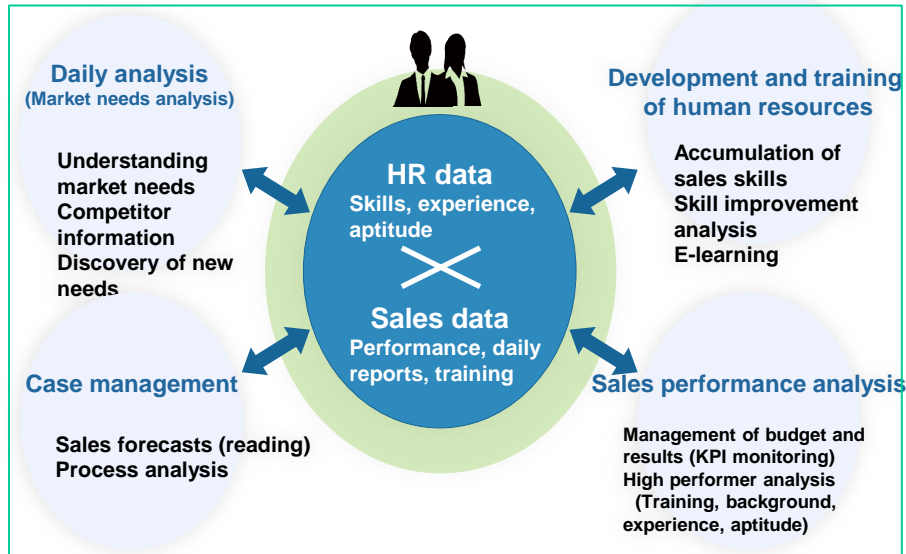 Daily analysis
(Market needs analysis)
Understanding
market needs
Competitor
information
Discovery of new
needs
Development and training
of human resources
Accumulation of
sales skills
Skill improvement
analysis
E-learning
HR data
Skills, experience,
aptitude
Sales data
Performance, daily
reports, training
Case management
Sales forecasts (reading)
Process analysis
Sales performance analysis
Management of budget and
results (KPI monitoring)
High performer analysis
(Training, background,
experience, aptitude)